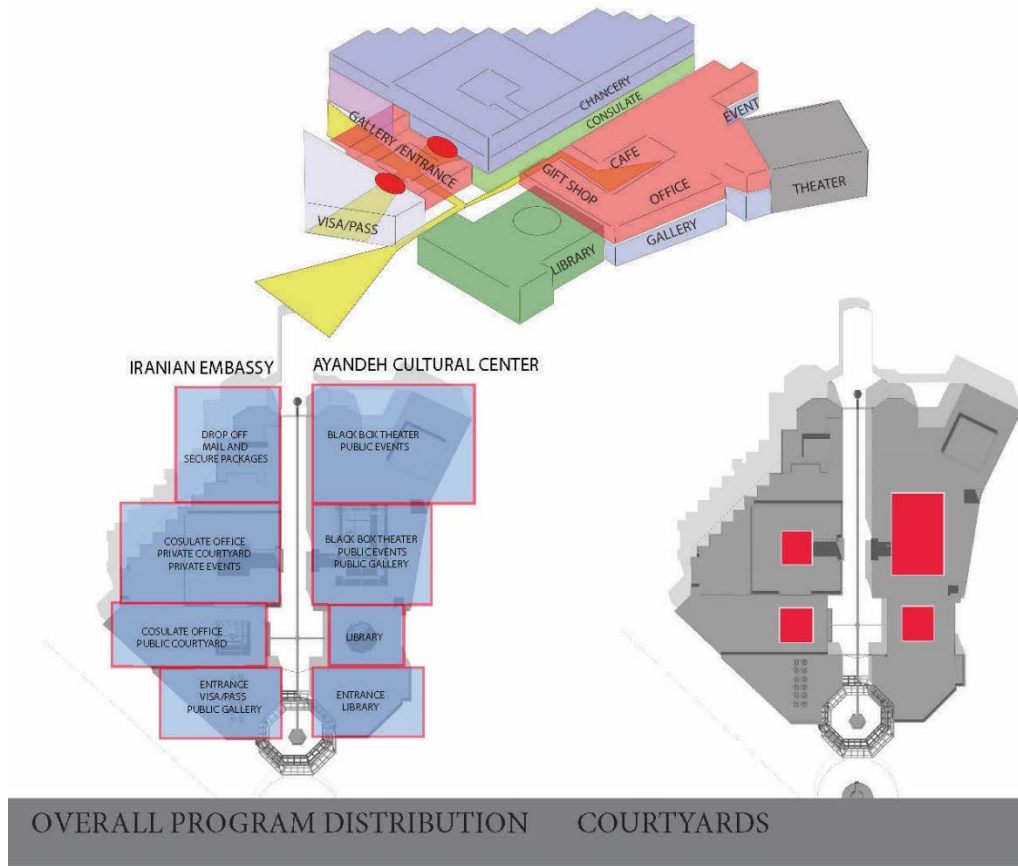 CHANCERY
CONSULATE
EVENT
GALLERY /ENTRANCE
CAFE
GIFT SHOP
OFFICE
THEATER
VISA/PASS
GALLERY
LIBRARY
IRANIAN EMBASSY
AYANDEH CULTURAL CENTER
DROP OFF
MAIL AND
SECURE PACKAGES
BLACK BOX THEATER
PUBLIC EVENTS
COSULATE OFFICE
PRIVATE COURTYARD
PRIVATE EVENTS
BLACK BOX THEATER
PUBLIC EVENTS
PUBLIC GALLERY
COSULATE OFFICE
PUBLIC COURTYARD
LIBRARY
ENTRANCE
VISA/PASS
PUBLIC GALLERY
ENTRANCE
LIBRARY
OVERALL PROGRAM DISTRIBUTION
COURTYARDS